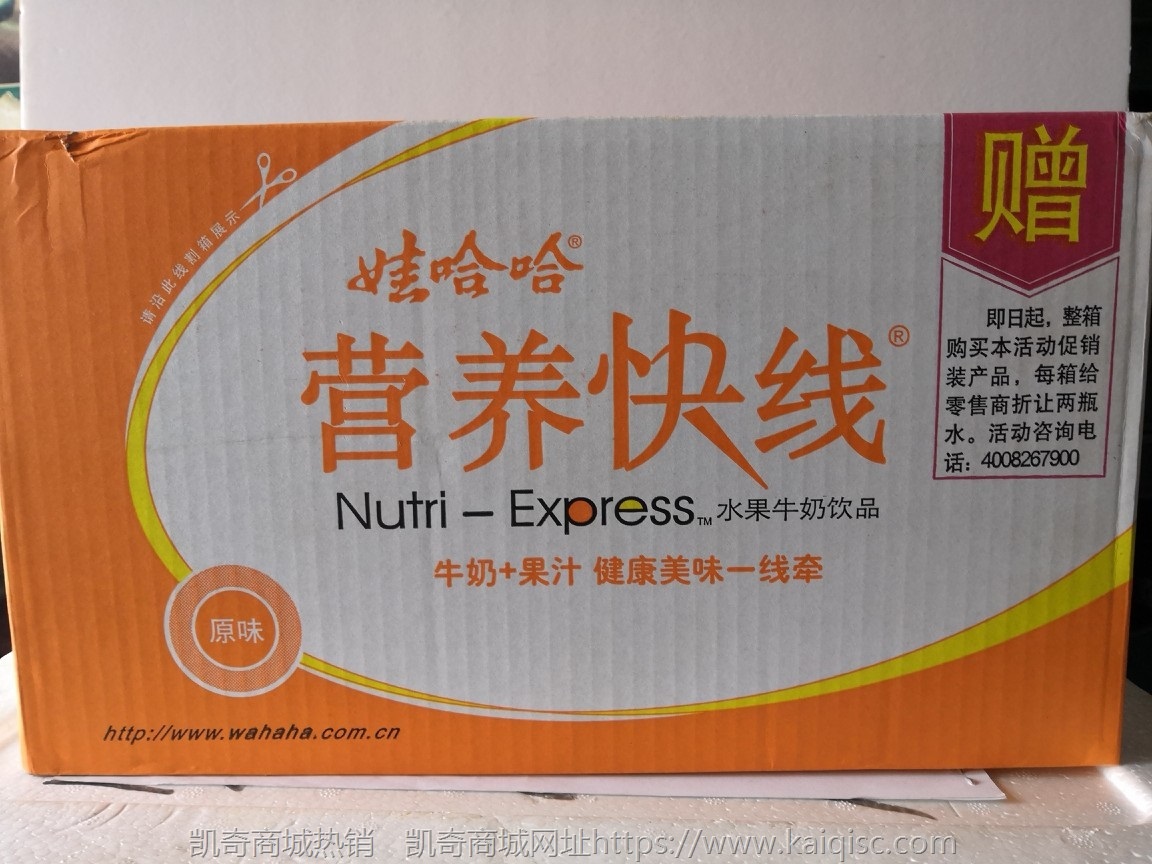 赠
即日起，整箱
购买本活动促销
装产品，每箱给
零售商折让两瓶
水。活动咨询电
话：4008267900
请沿此线割箱展示
娃哈哈®
营养快线®
Nutri – Express™ 水果牛奶饮品
牛奶+果汁 健康美味一线牵
原味
http://www.wahaha.com.cn
凯奇商城热销 凯奇商城网址https://www.kaiqisc.com